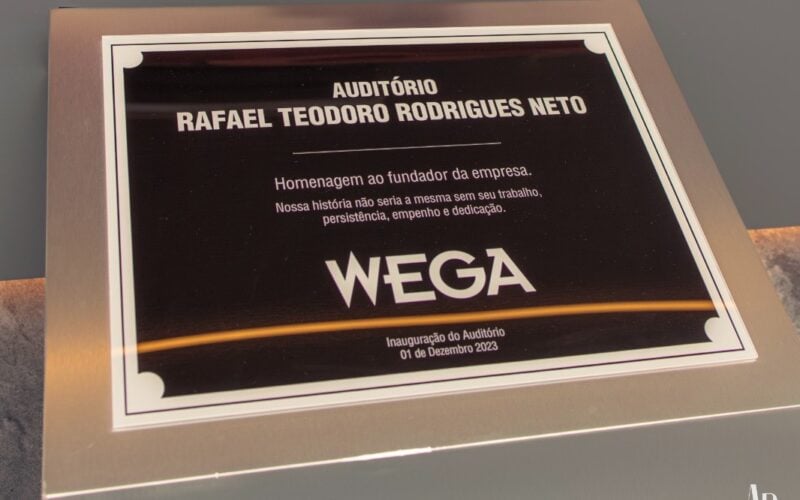 AUDITÓRIO
RAFAEL TEODORO RODRIGUES NETO
Homenagem ao fundador da empresa.
Nossa história não seria a mesma sem seu trabalho,
persistência, empenho e dedicação.
WEGA
Inauguração do Auditório
01 de Dezembro 2023